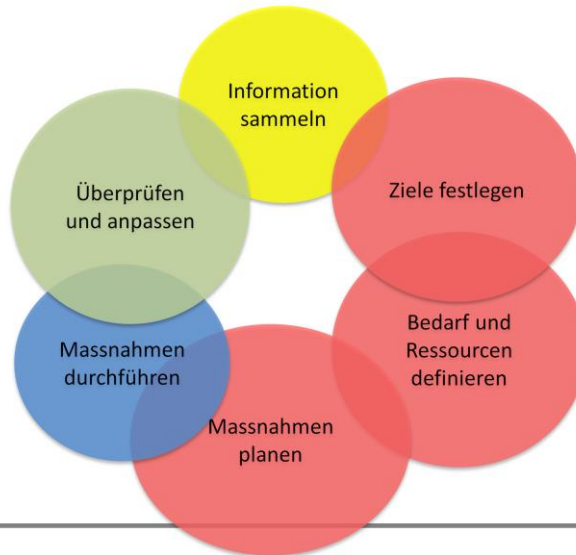 Information
sammeln
Ziele festlegen
Bedarf und
Ressourcen
definieren
Massnahmen
planen
Massnahmen
durchführen
Überprüfen
und anpassen